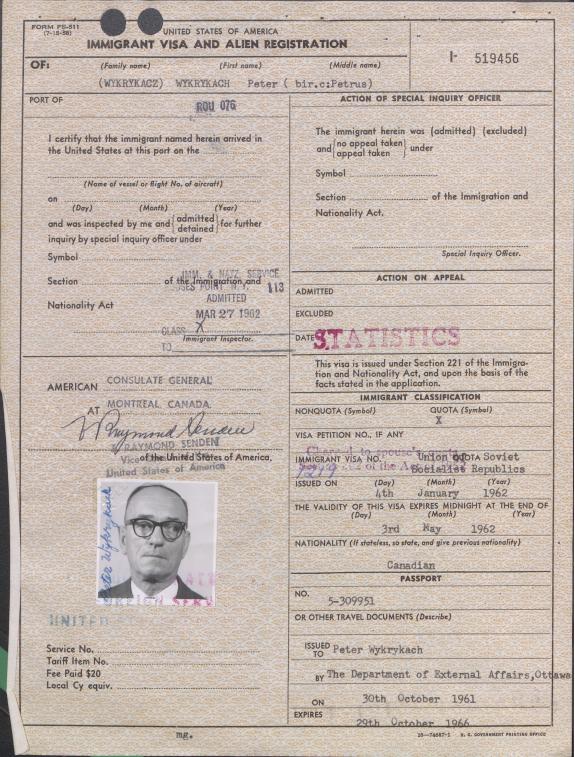 FORM FS-511
(7-15-58)
UNITED STATES OF AMERICA
IMMIGRANT VISA AND ALIEN REGISTRATION
I- 519456
OF: (Family name) (First name) (Middle name)
(WYKRYKACZ) WYKRYKACH Peter ( bir.c:Petrus)
PORT OF
ROU 076
I certify that the immigrant named herein arrived in
the United States at this port on the
(Name of vessel or flight No. of aircraft)
on
(Day) (Month) (Year)
and was inspected by me and {admitted detained} for further
inquiry by special inquiry officer under
Symbol
Section of the Immigration and
Nationality Act
IMM. & NATZ. SERVICE
113
ADMITTED
MAR 27 1962
CLASS X
TO
Immigrant Inspector.
ACTION OF SPECIAL INQUIRY OFFICER
The immigrant herein was (admitted) (excluded)
and {no appeal taken appeal taken} under
Symbol
Section of the Immigration and
Nationality Act.
Special Inquiry Officer.
ACTION ON APPEAL
ADMITTED
EXCLUDED
DATE
STATISTICS
This visa is issued under Section 221 of the Immigra-
tion and Nationality Act, and upon the basis of the
facts stated in the application.
AMERICAN CONSULATE GENERAL
AT MONTREAL, CANADA
V Raymond Senden
V. RAYMOND SENDEN
Vice
of the United States of America.
United States of America
Peter Wykrykach
UNITED
Service No.
Tariff Item No.
Fee Paid $20
Local Cy equiv.
IMMIGRANT CLASSIFICATION
NONQUOTA (Symbol) QUOTA (Symbol)
X
VISA PETITION NO., IF ANY
IMMIGRANT VISA NO. QUOTA
Union of Soviet
Socialist Republics
ISSUED ON (Day) (Month) (Year)
4th January 1962
THE VALIDITY OF THIS VISA EXPIRES MIDNIGHT AT THE END OF
(Day) (Month) (Year)
3rd May 1962
NATIONALITY (If stateless, so state, and give previous nationality)
Canadian
PASSPORT
NO. 5-309951
OR OTHER TRAVEL DOCUMENTS (Describe)
ISSUED TO Peter Wykrykach
BY The Department of External Affairs,Ottawa
ON 30th October 1961
EXPIRES 29th October 1966
mg.
16—74687-1 U. S. GOVERNMENT PRINTING OFFICE